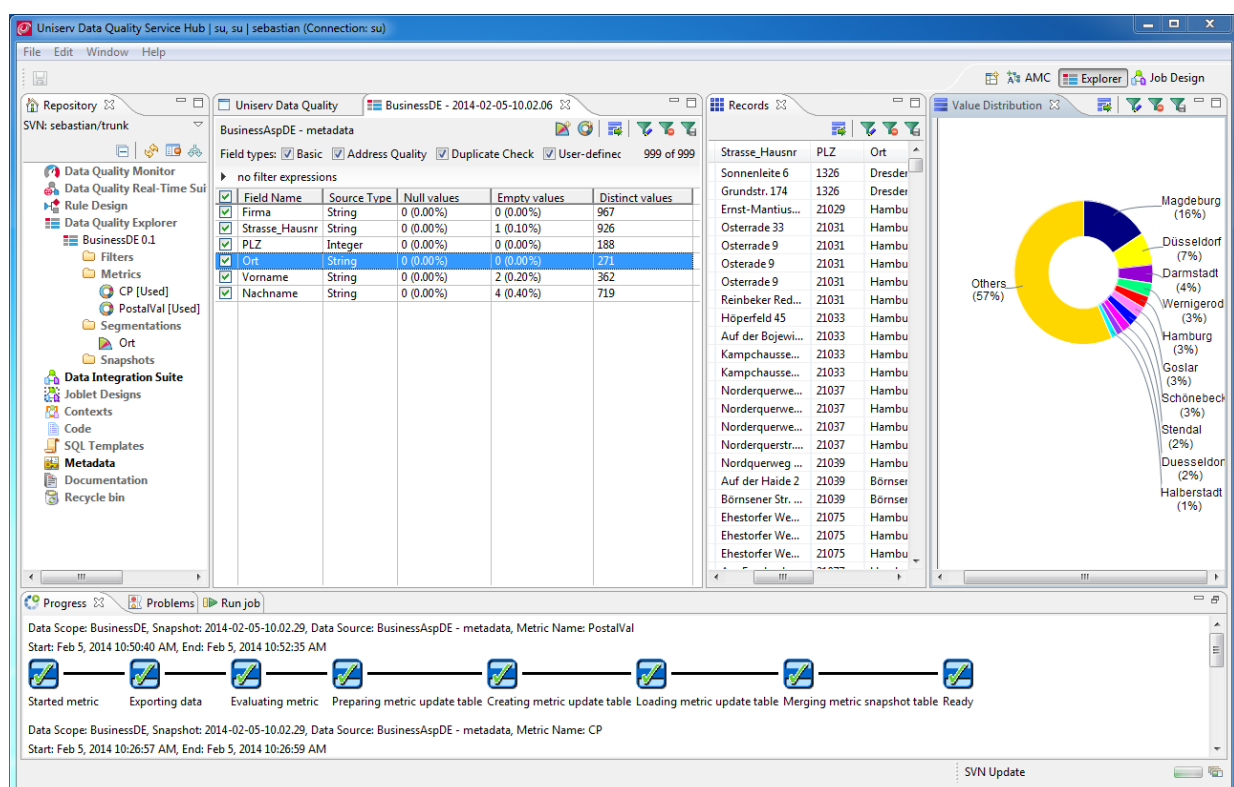 Uniserv Data Quality Service Hub | su, su | sebastian (Connection: su)
File Edit Window Help
AMC Explorer Job Design
Repository
SVN: sebastian/trunk
Data Quality Monitor
Data Quality Real-Time Sui
Rule Design
Data Quality Explorer
BusinessDE 0.1
Filters
Metrics
CP [Used]
PostalVal [Used]
Segmentations
Ort
Snapshots
Data Integration Suite
Joblet Designs
Contexts
Code
SQL Templates
Metadata
Documentation
Recycle bin
Uniserv Data Quality BusinessDE - 2014-02-05-10.02.06
BusinessAspDE - metadata
Field types: Basic Address Quality Duplicate Check User-defined 999 of 999
no filter expressions
Field Name Source Type Null values Empty values Distinct values
Firma String 0 (0.00%) 0 (0.00%) 967
Strasse_Hausnr String 0 (0.00%) 1 (0.10%) 926
PLZ Integer 0 (0.00%) 0 (0.00%) 188
Ort String 0 (0.00%) 0 (0.00%) 271
Vorname String 0 (0.00%) 2 (0.20%) 362
Nachname String 0 (0.00%) 4 (0.40%) 719
Records
Strasse_Hausnr PLZ Ort
Sonnenleite 6 1326 Dresder
Grundstr. 174 1326 Dresder
Ernst-Mantius... 21029 Hambu
Osterrade 33 21031 Hambu
Osterade 9 21031 Hambu
Osterade 9 21031 Hambu
Osterrade 9 21031 Hambu
Reinbeker Red... 21031 Hambu
Höperfeld 45 21033 Hambu
Auf der Bojewi... 21033 Hambu
Kampchausse... 21033 Hambu
Kampchausse... 21033 Hambu
Norderquerwe... 21037 Hambu
Norderquerwe... 21037 Hambu
Norderquerwe... 21037 Hambu
Norderquerstr.... 21037 Hambu
Nordquerweg ... 21039 Hambu
Auf der Haide 2 21039 Börnser
Börnsener Str. ... 21039 Börnser
Ehestorfer We... 21075 Hambu
Ehestorfer We... 21075 Hambu
Ehestorfer We... 21075 Hambu
Value Distribution
Magdeburg
(16%)
Düsseldorf
(7%)
Darmstadt
(4%)
Wernigerod
(3%)
Hamburg
(3%)
Goslar
(3%)
Schönebeck
(3%)
Stendal
(2%)
Duesseldor
(2%)
Halberstadt
(1%)
Others
(57%)
Progress Problems Run job
Data Scope: BusinessDE, Snapshot: 2014-02-05-10.02.29, Data Source: BusinessAspDE - metadata, Metric Name: PostalVal
Start: Feb 5, 2014 10:50:40 AM, End: Feb 5, 2014 10:52:35 AM
Started metric Exporting data Evaluating metric Preparing metric update table Creating metric update table Loading metric update table Merging metric snapshot table Ready
Data Scope: BusinessDE, Snapshot: 2014-02-05-10.02.29, Data Source: BusinessAspDE - metadata, Metric Name: CP
Start: Feb 5, 2014 10:26:57 AM, End: Feb 5, 2014 10:26:59 AM
SVN Update